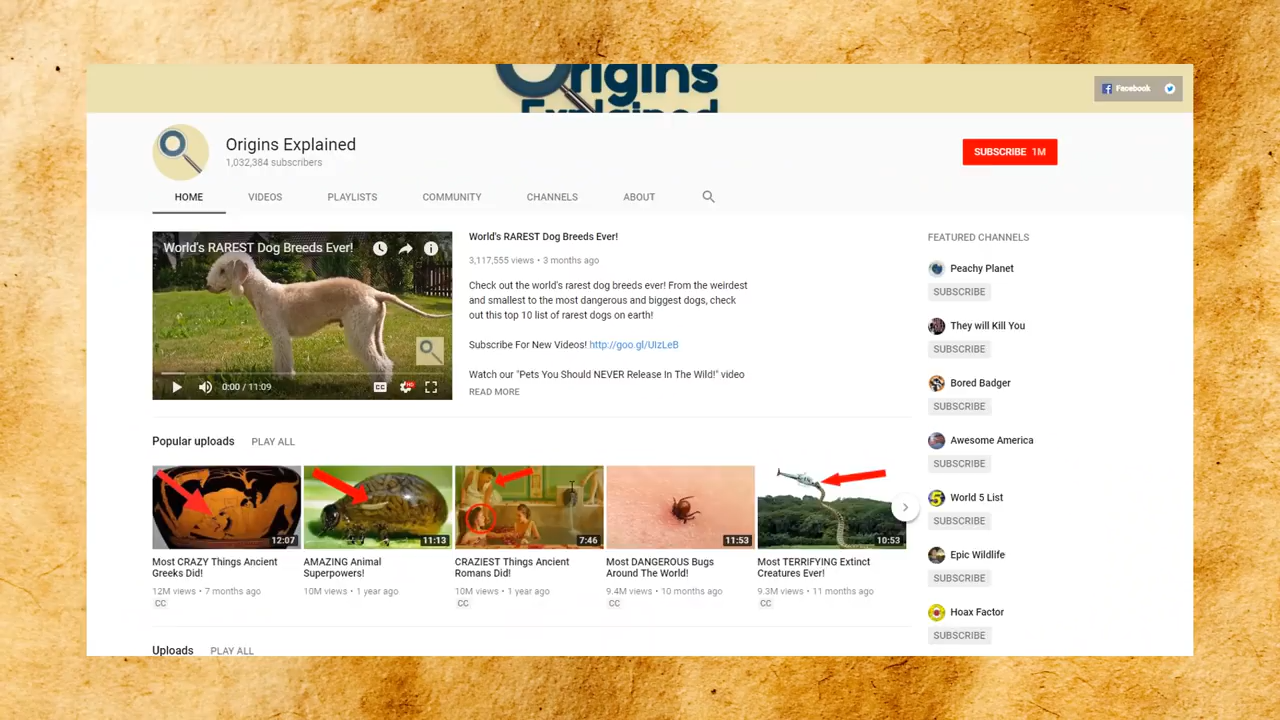 Origins
Explained
Facebook
Origins Explained
1,032,384 subscribers
SUBSCRIBE 1M
HOME VIDEOS PLAYLISTS COMMUNITY CHANNELS ABOUT
World's RAREST Dog Breeds Ever!
0:00 / 11:09
CC
HD
World's RAREST Dog Breeds Ever!
3,117,555 views • 3 months ago
Check out the world's rarest dog breeds ever! From the weirdest
and smallest to the most dangerous and biggest dogs, check
out this top 10 list of rarest dogs on earth!
Subscribe For New Videos! http://goo.gl/UIzLeB
Watch our "Pets You Should NEVER Release In The Wild!" video
READ MORE
FEATURED CHANNELS
Peachy Planet
SUBSCRIBE
They will Kill You
SUBSCRIBE
Bored Badger
SUBSCRIBE
Awesome America
SUBSCRIBE
5
World 5 List
SUBSCRIBE
Epic Wildlife
SUBSCRIBE
Hoax Factor
SUBSCRIBE
Popular uploads PLAY ALL
12:07
Most CRAZY Things Ancient
Greeks Did!
12M views • 7 months ago
CC
11:13
AMAZING Animal
Superpowers!
10M views • 1 year ago
7:46
CRAZIEST Things Ancient
Romans Did!
10M views • 1 year ago
CC
11:53
Most DANGEROUS Bugs
Around The World!
9.4M views • 10 months ago
CC
10:53
Most TERRIFYING Extinct
Creatures Ever!
9.3M views • 11 months ago
CC
Uploads PLAY ALL